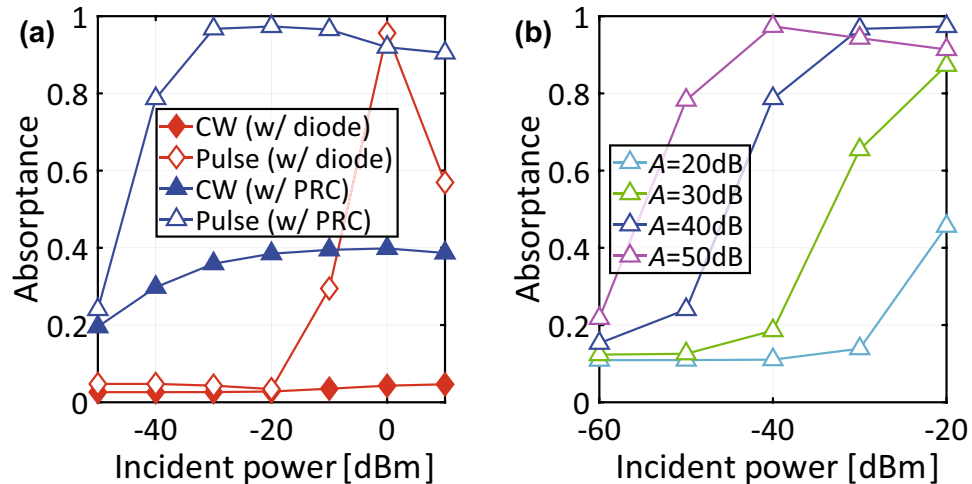 (a)
1
0.8
0.6
0.4
0.2
0
Absorptance
CW (w/ diode)
Pulse (w/ diode)
CW (w/ PRC)
Pulse (w/ PRC)
-40
-20
0
Incident power [dBm]
(b)
1
0.8
0.6
0.4
0.2
0
Absorptance
A=20dB
A=30dB
A=40dB
A=50dB
-60
-40
-20
Incident power [dBm]